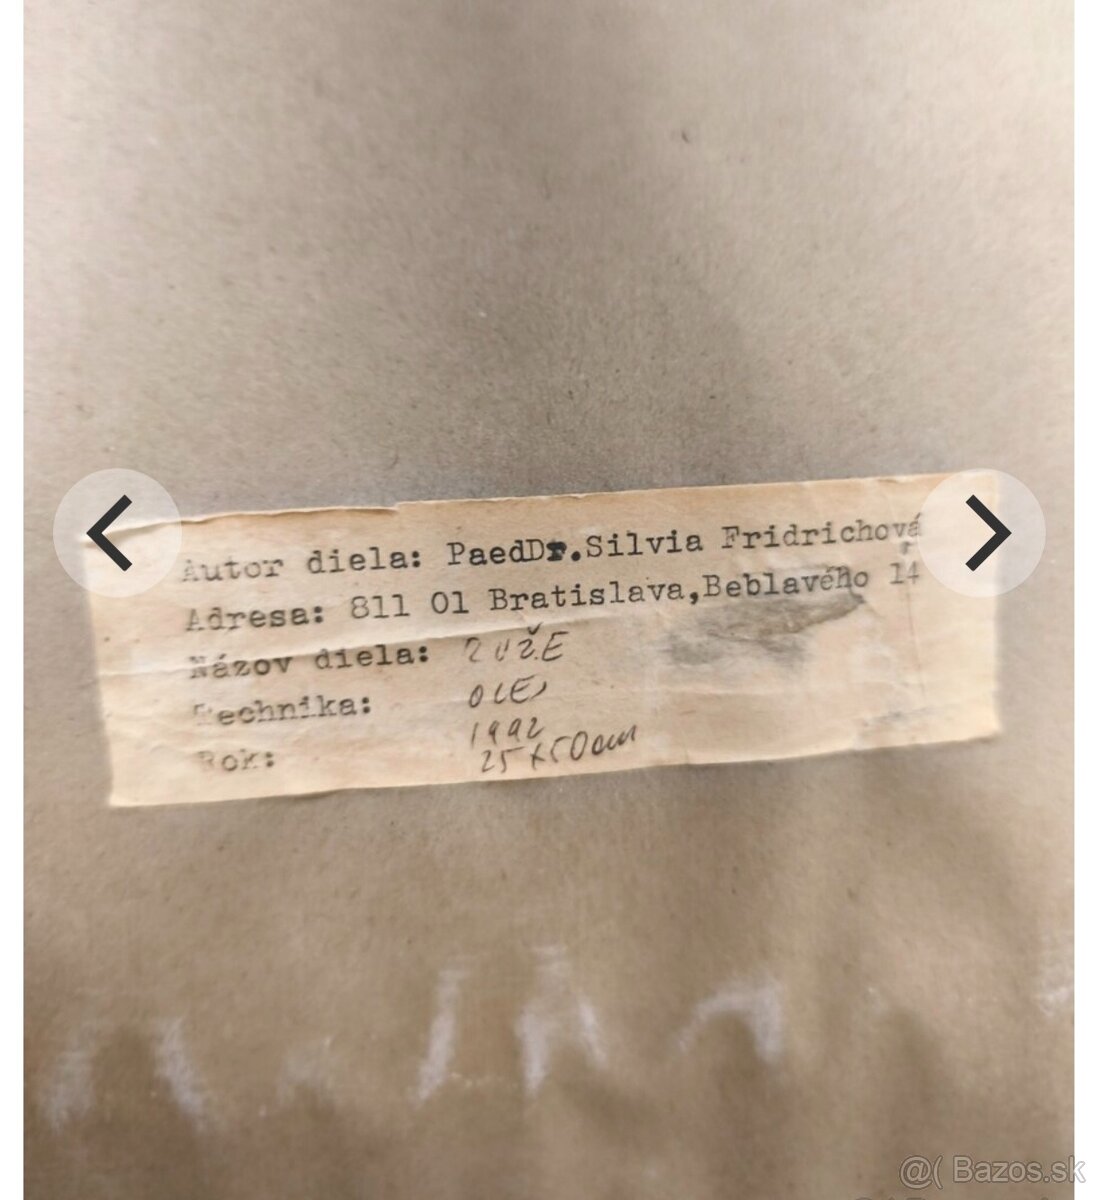 Autor diela: PaedDr.Silvia Fridrichová
Adresa: 811 01 Bratislava,Beblavého 14
Názov diela: RUŽE
Technika: OLEJ
Rok: 1992
25x50cm
@( Bazos.sk